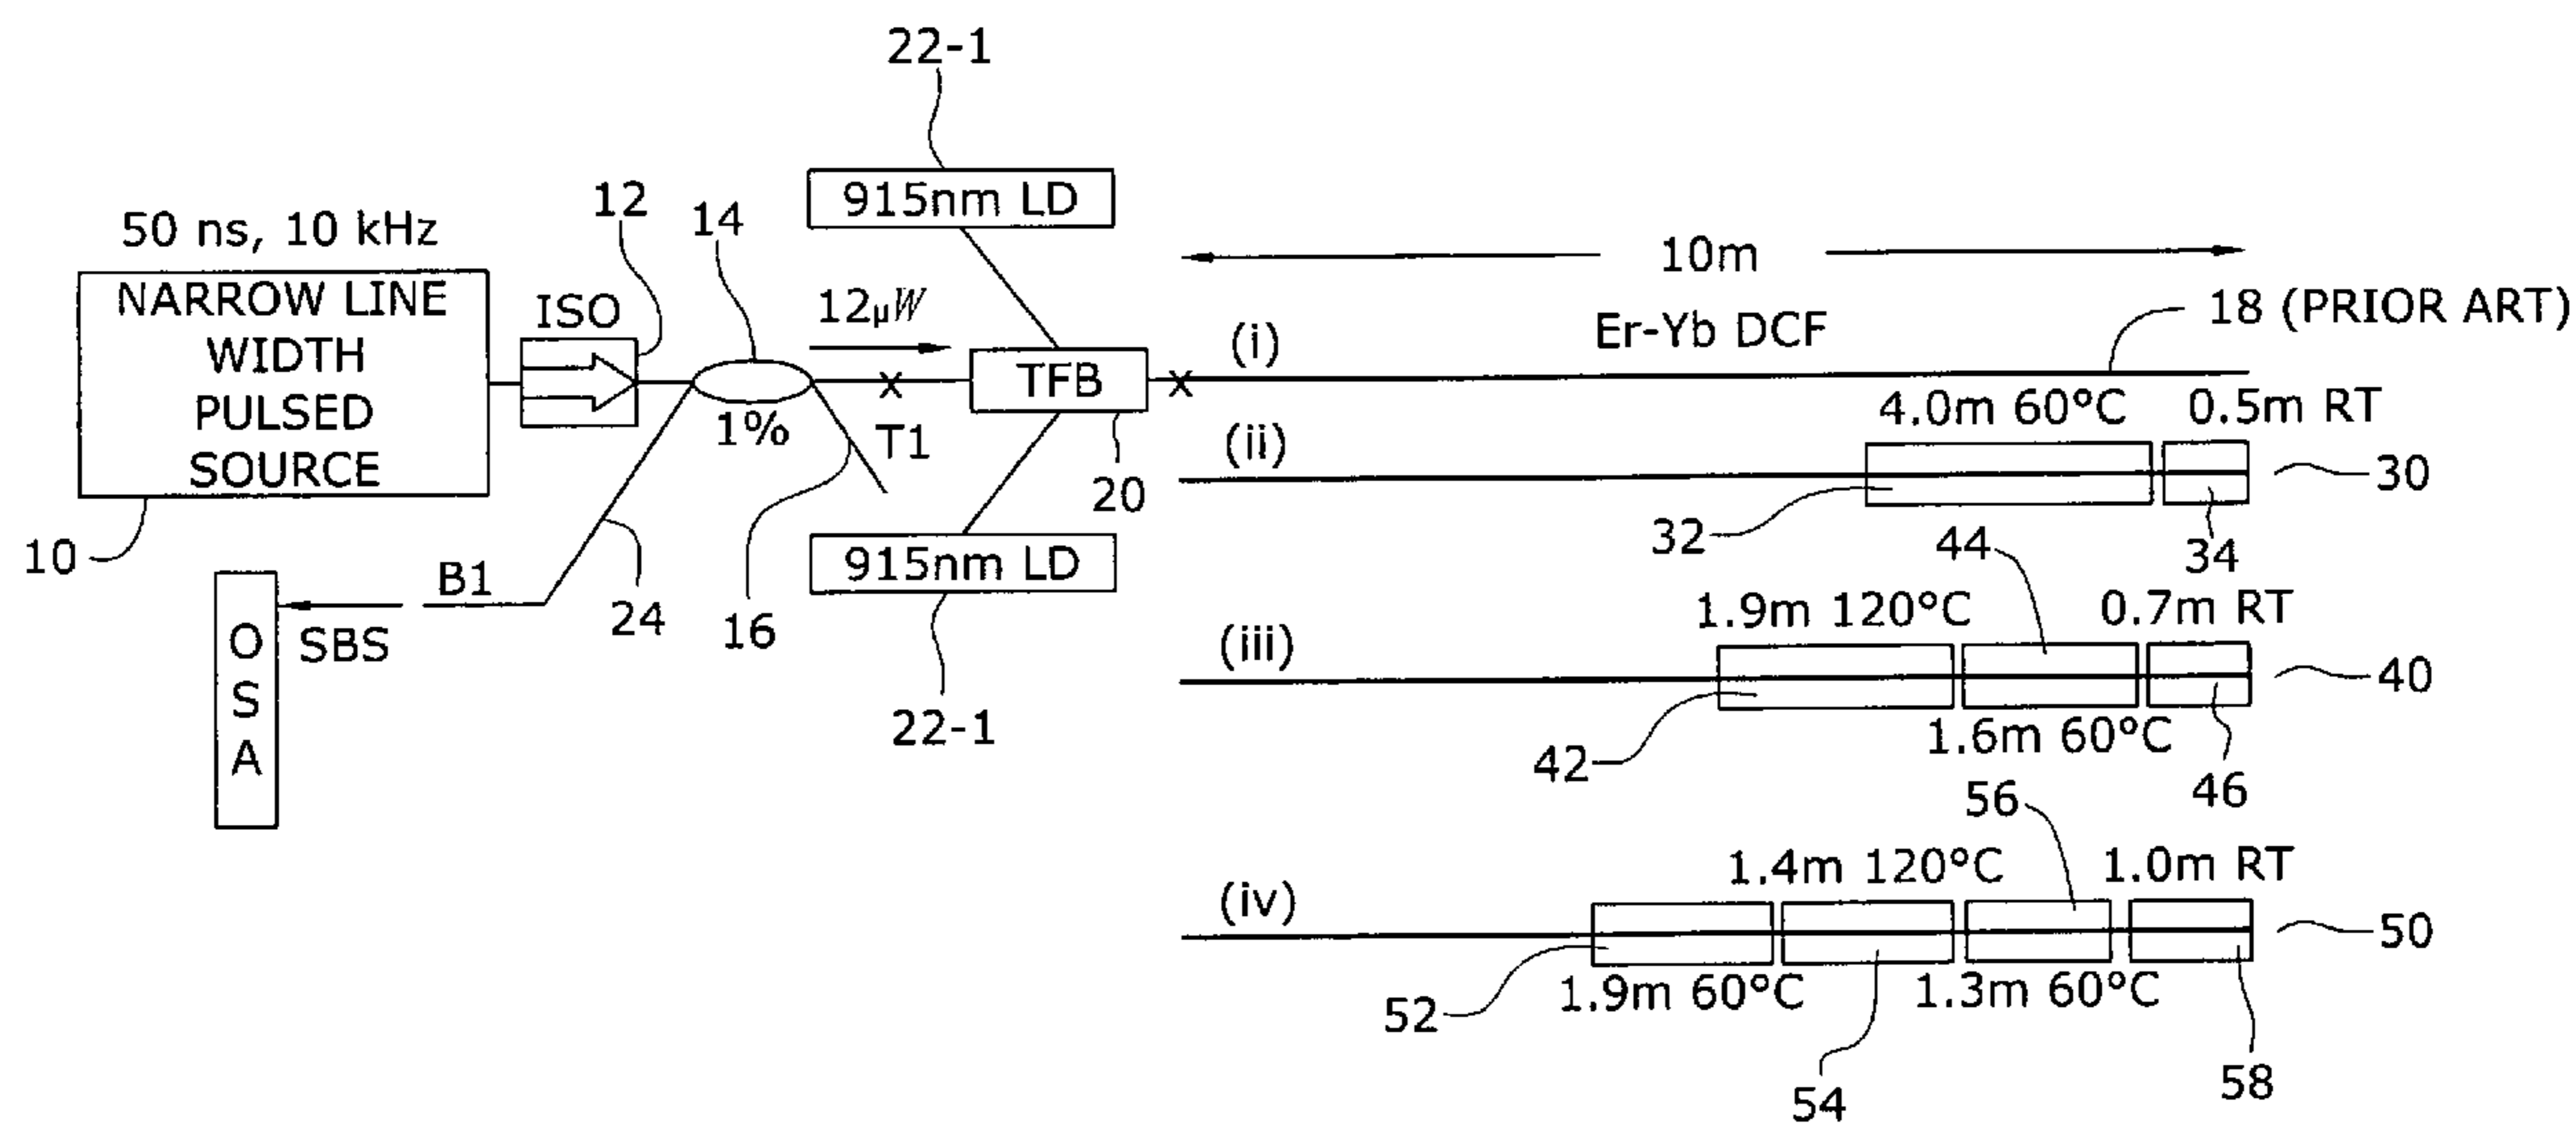 22-1
915nm LD
50 ns, 10 kHz
12
14
10m
NARROW LINE
WIDTH
PULSED
SOURCE
ISO
12µW
(i)
Er-Yb DCF
18 (PRIOR ART)
x
TFB
x
1%
T1
4.0m 60°C
0.5m RT
(ii)
20
30
32
34
10
B1
24
16
915nm LD
44
SBS
O
S
A
22-1
1.9m 120°C
0.7m RT
(iii)
40
42
1.6m 60°C
46
56
1.4m 120°C
1.0m RT
(iv)
50
52
1.9m 60°C
1.3m 60°C
54
58